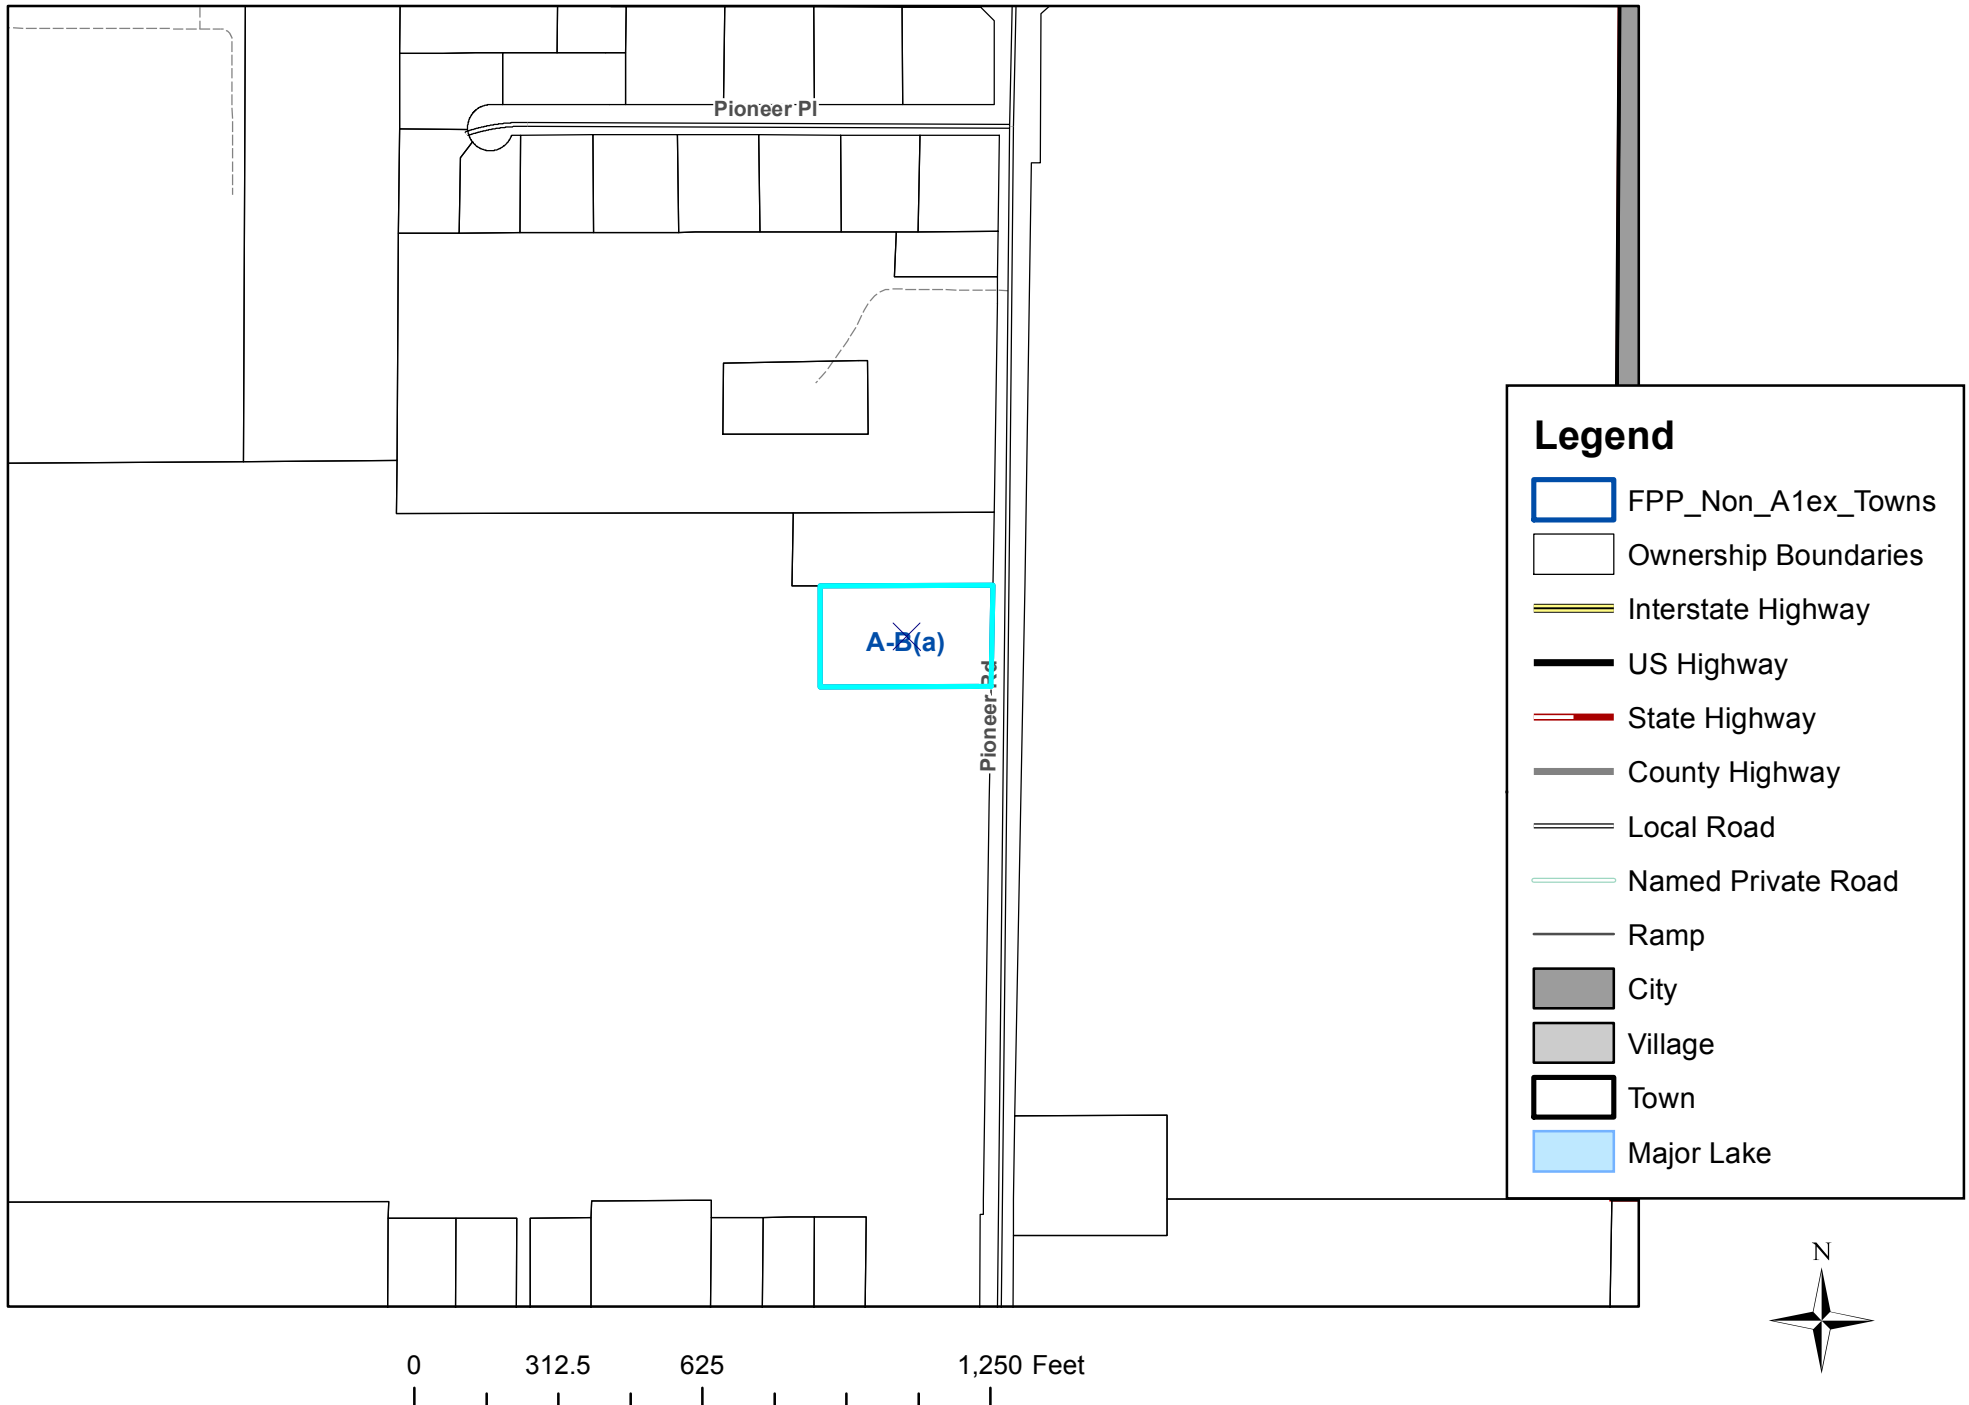 Pioneer Pl
A-B(a)
Pioneer Rd
Legend
FPP_Non_A1ex_Towns
Ownership Boundaries
Interstate Highway
US Highway
State Highway
County Highway
Local Road
Named Private Road
Ramp
City
Village
Town
Major Lake
N
0 312.5 625 1,250 Feet